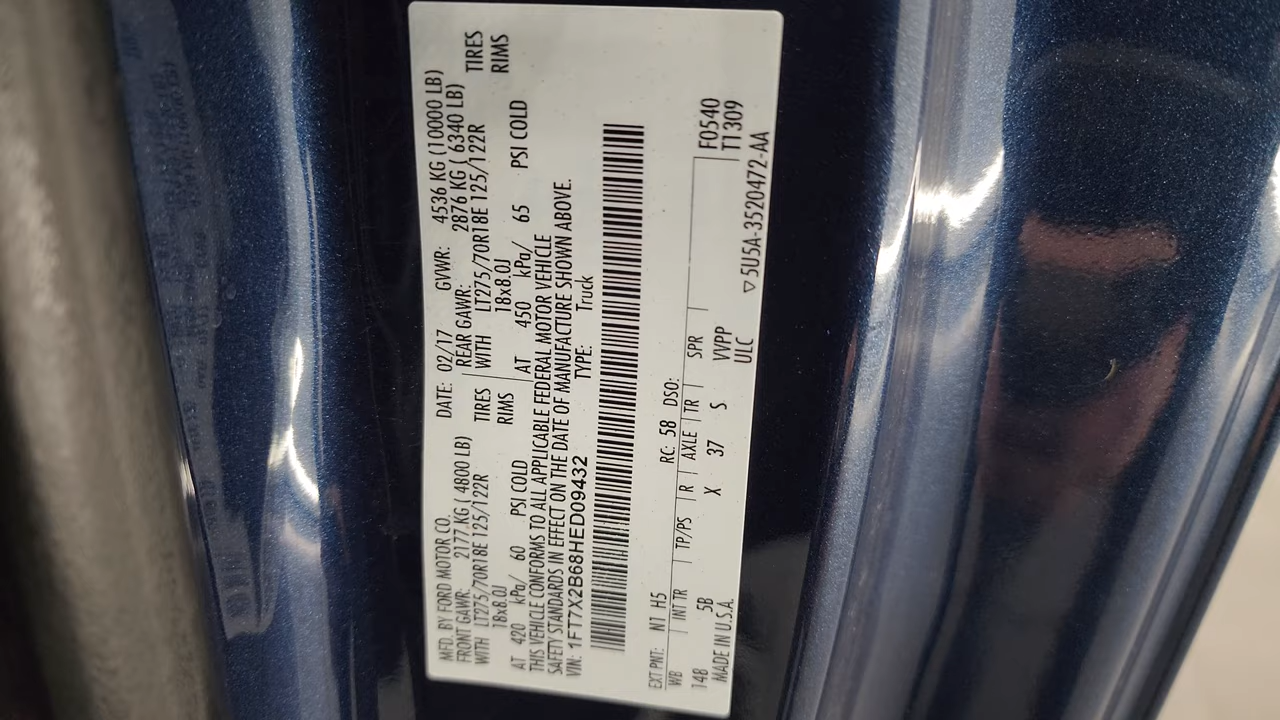 MFD. BY FORD MOTOR CO. DATE: 02/17 GVWR: 4536 KG (10000 LB)
FRONT GAWR: 2177 KG ( 4800 LB) REAR GAWR: 2876 KG ( 6340 LB)
WITH LT275/70R18E 125/122R TIRES WITH LT275/70R18E 125/122R TIRES
18x8.0J RIMS 18x8.0J RIMS
AT 420 kPa/ 60 PSI COLD AT 450 kPa/ 65 PSI COLD
THIS VEHICLE CONFORMS TO ALL APPLICABLE FEDERAL MOTOR VEHICLE
SAFETY STANDARDS IN EFFECT ON THE DATE OF MANUFACTURE SHOWN ABOVE.
VIN: 1FT7X2B68HED09432 TYPE: Truck
EXT PNT: N1 H5 RC: 58 DSO: F0540
WB INT TR TP/PS R AXLE TR SPR T1309
148 5B X 37 S VVPP
MADE IN U.S.A. ULC ▽5U5A-3520472-AA